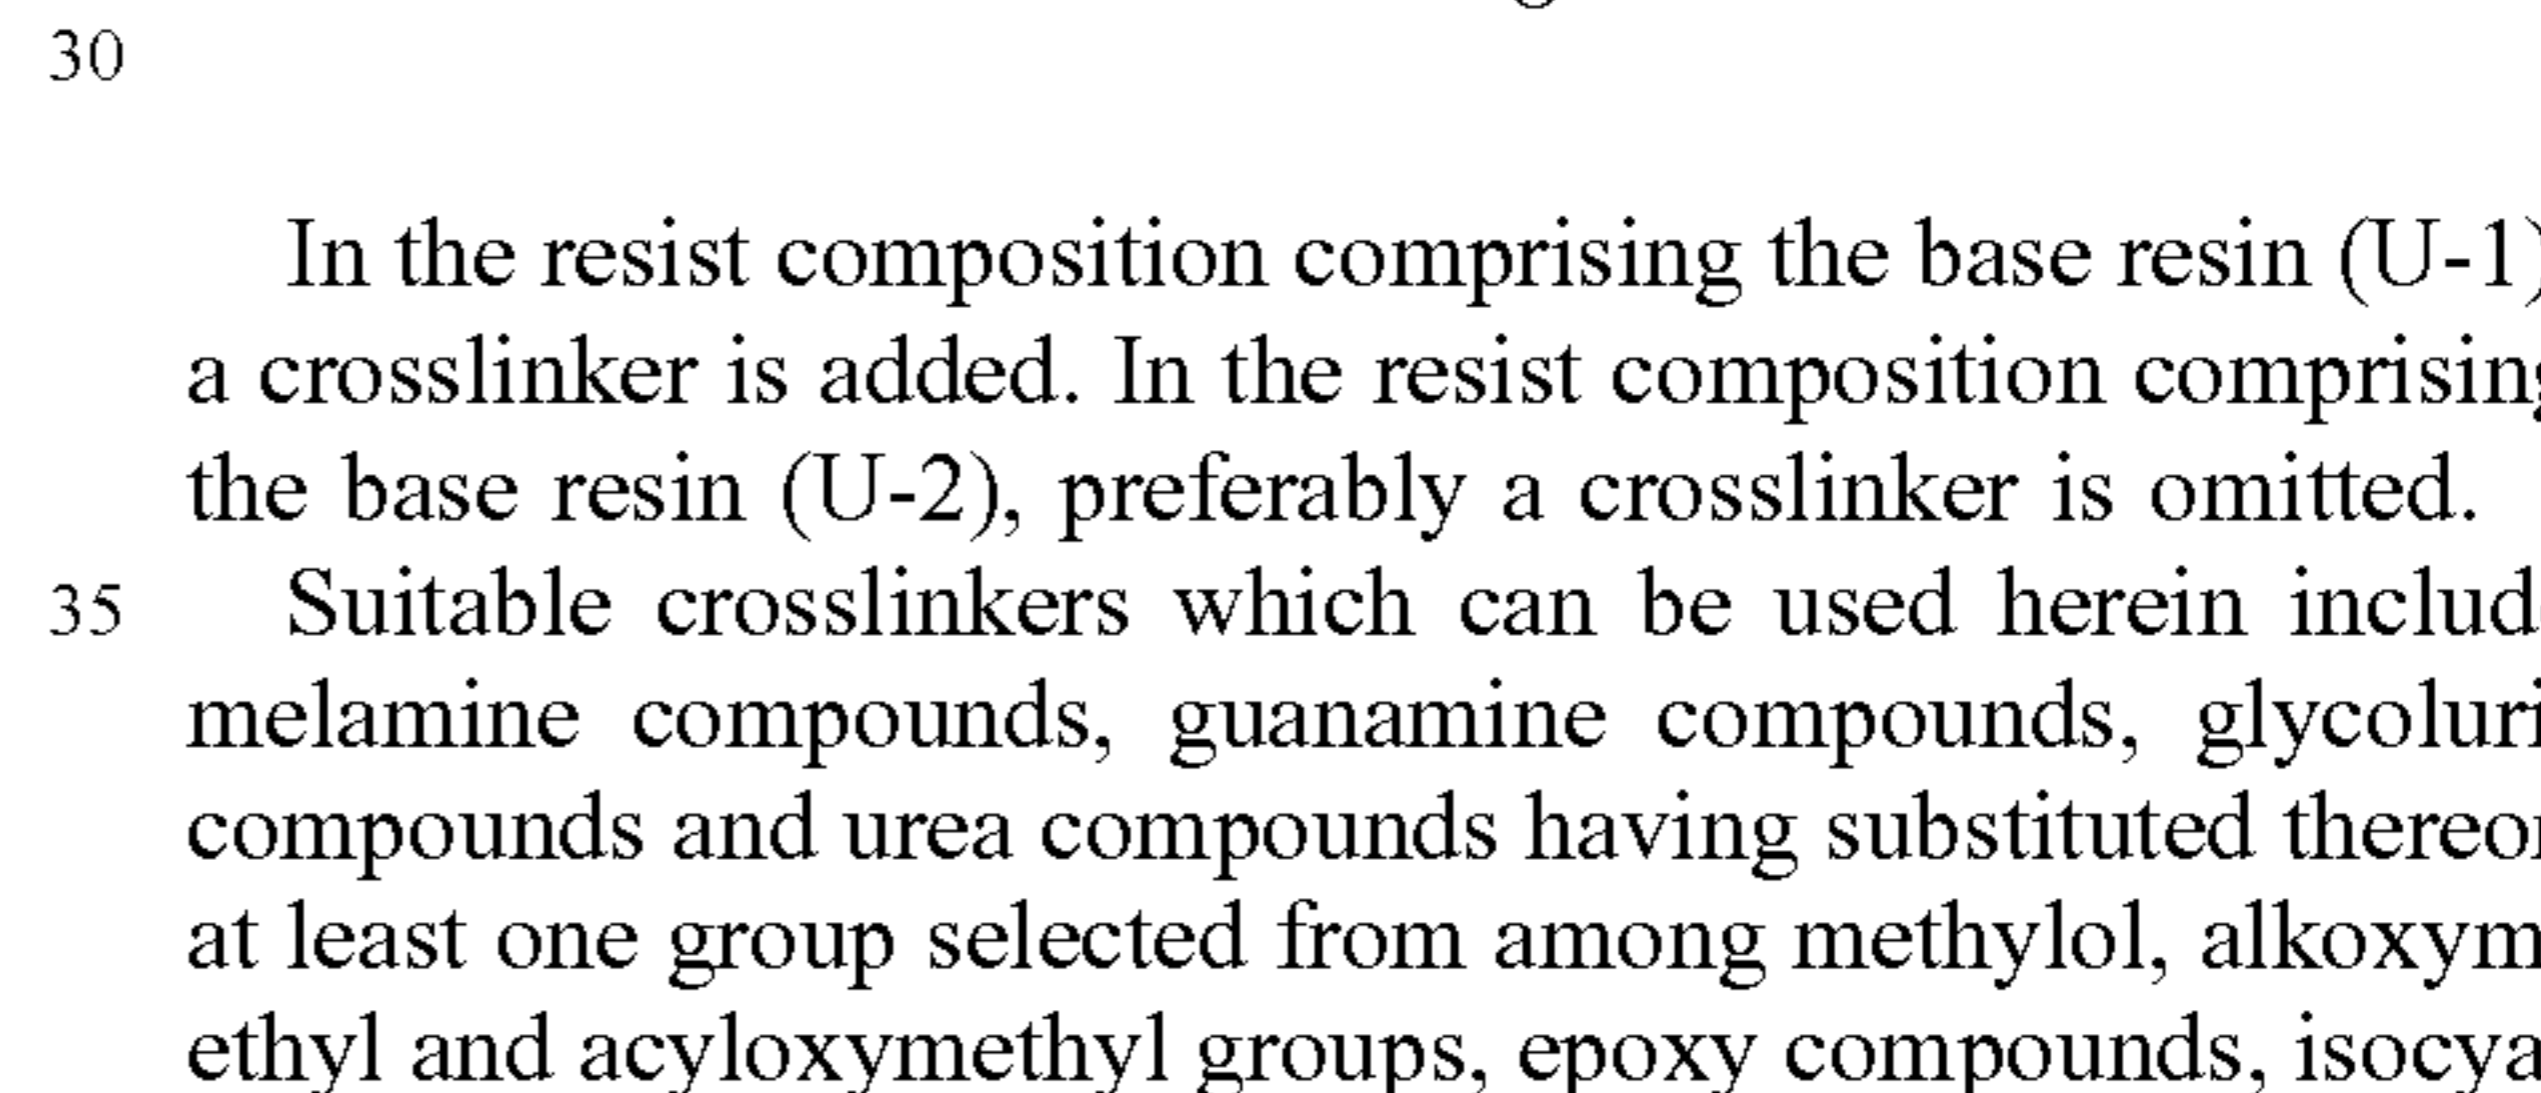 30
In the resist composition comprising the base resin (U-1)
a crosslinker is added. In the resist composition comprising
the base resin (U-2), preferably a crosslinker is omitted.
35 Suitable crosslinkers which can be used herein includ
melamine compounds, guanamine compounds, glycoluri
compounds and urea compounds having substituted thereon
at least one group selected from among methylol, alkoxym
ethyl and acyloxymethyl groups, epoxy compounds, isocya